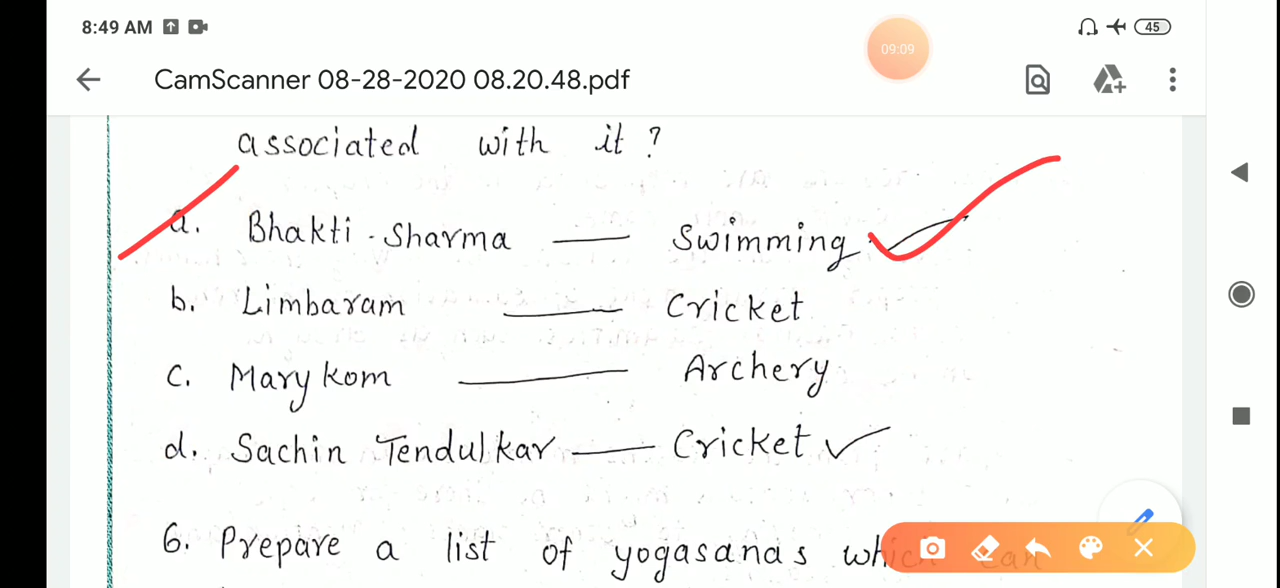 8:49 AM
45
09:09
CamScanner 08-28-2020 08.20.48.pdf
associated with it ?
a. Bhakti - Sharma — Swimming ✓
b. Limbaram — Cricket
c. Mary kom — Archery
d. Sachin Tendulkar — Cricket ✓
6. Prepare a list of yogasanas which can